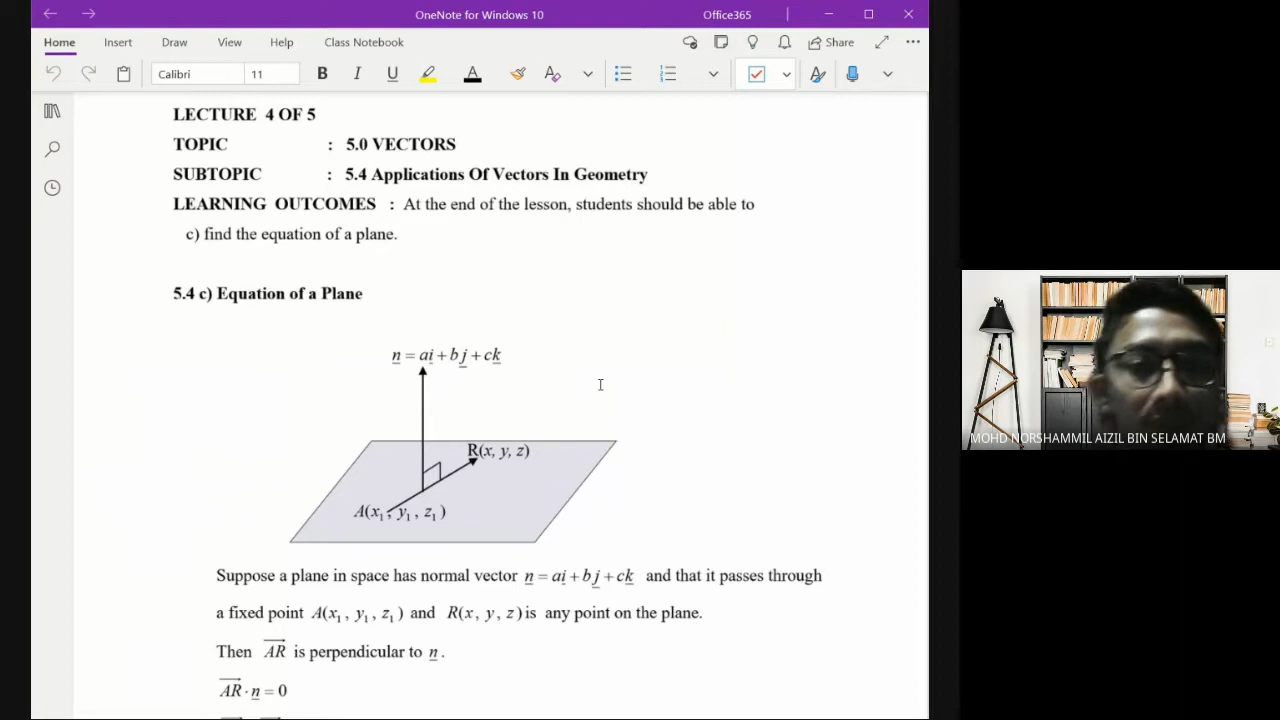 OneNote for Windows 10
Office365
Home Insert Draw View Help Class Notebook Share
Calibri 11 B I U A
LECTURE 4 OF 5
TOPIC : 5.0 VECTORS
SUBTOPIC : 5.4 Applications Of Vectors In Geometry
LEARNING OUTCOMES : At the end of the lesson, students should be able to
c) find the equation of a plane.
5.4 c) Equation of a Plane
n = ai + bj + ck
R(x, y, z)
A(x₁, y₁, z₁)
Suppose a plane in space has normal vector n = ai + bj + ck and that it passes through
a fixed point A(x₁, y₁, z₁) and R(x, y, z) is any point on the plane.
Then AR is perpendicular to n.
AR · n = 0
MOHD NORSHAMMIL AIZIL BIN SELAMAT BM